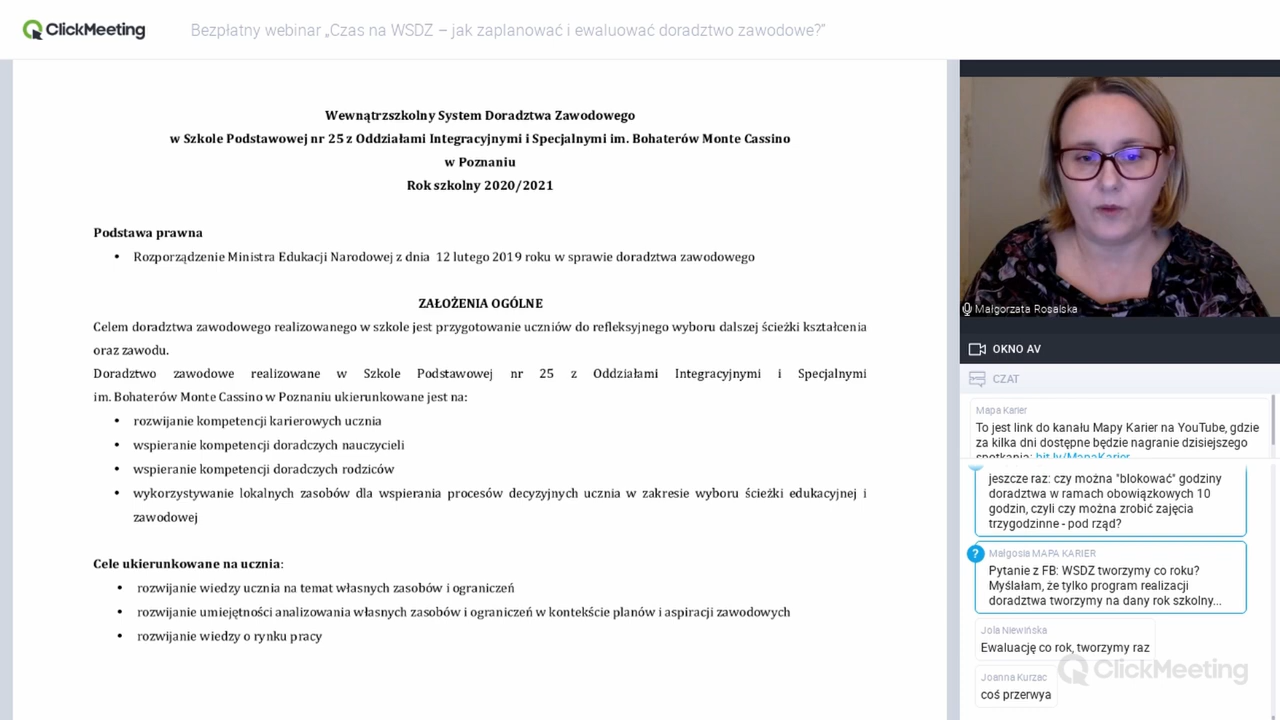 ClickMeeting
Bezpłatny webinar „Czas na WSDZ – jak zaplanować i ewaluować doradztwo zawodowe?”
Wewnątrzszkolny System Doradztwa Zawodowego
w Szkole Podstawowej nr 25 z Oddziałami Integracyjnymi i Specjalnymi im. Bohaterów Monte Cassino
w Poznaniu
Rok szkolny 2020/2021
Podstawa prawna
• Rozporządzenie Ministra Edukacji Narodowej z dnia 12 lutego 2019 roku w sprawie doradztwa zawodowego
ZAŁOŻENIA OGÓLNE
Celem doradztwa zawodowego realizowanego w szkole jest przygotowanie uczniów do refleksyjnego wyboru dalszej ścieżki kształcenia
oraz zawodu.
Doradztwo zawodowe realizowane w Szkole Podstawowej nr 25 z Oddziałami Integracyjnymi i Specjalnymi
im. Bohaterów Monte Cassino w Poznaniu ukierunkowane jest na:
• rozwijanie kompetencji karierowych ucznia
• wspieranie kompetencji doradczych nauczycieli
• wspieranie kompetencji doradczych rodziców
• wykorzystywanie lokalnych zasobów dla wspierania procesów decyzyjnych ucznia w zakresie wyboru ścieżki edukacyjnej i
zawodowej
Cele ukierunkowane na ucznia:
• rozwijanie wiedzy ucznia na temat własnych zasobów i ograniczeń
• rozwijanie umiejętności analizowania własnych zasobów i ograniczeń w kontekście planów i aspiracji zawodowych
• rozwijanie wiedzy o rynku pracy
Malgorzata Rosalska
OKNO AV
CZAT
Mapa Karier
To jest link do kanału Mapy Karier na YouTube, gdzie
za kilka dni dostępne będzie nagranie dzisiejszego
spotkania: bit.ly/MapaKarier
jeszcze raz: czy można "blokować" godziny
doradztwa w ramach obowiązkowych 10
godzin, czyli czy można zrobić zajęcia
trzygodzinne - pod rząd?
?
Małgosia MAPA KARIER
Pytanie z FB: WSDZ tworzymy co roku?
Myślałam, że tylko program realizacji
doradztwa tworzymy na dany rok szkolny...
Jola Niewińska
Ewaluację co rok, tworzymy raz
ClickMeeting
Joanna Kurzac
coś przerwya